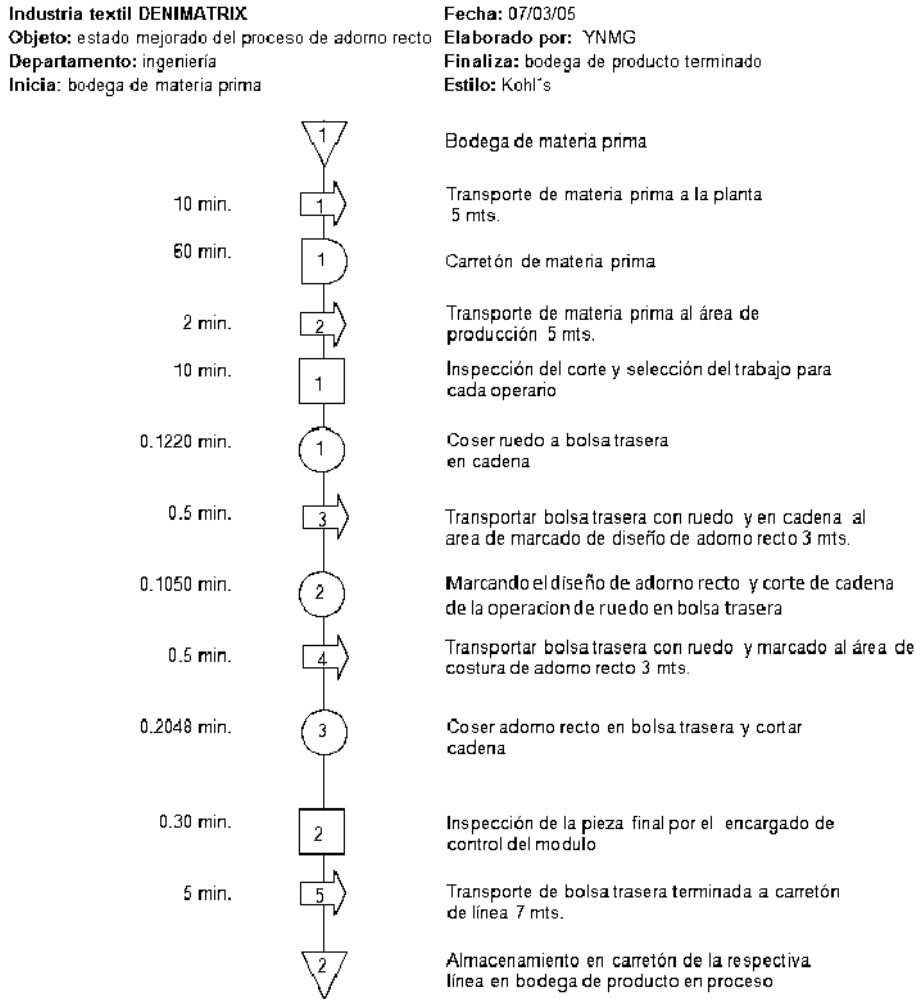 Industria textil DENIMATRIX
Fecha: 07/03/05
Objeto: estado mejorado del proceso de adorno recto
Elaborado por: YNMG
Departamento: ingeniería
Finaliza: bodega de producto terminado
Inicia: bodega de materia prima
Estilo: Kohl´s
1
Bodega de materia prima
10 min.
1
Transporte de materia prima a la planta
5 mts.
60 min.
1
Carretón de materia prima
2 min.
2
Transporte de materia prima al área de
producción 5 mts.
10 min.
1
Inspección del corte y selección del trabajo para
cada operario
0.1220 min.
1
Coser ruedo a bolsa trasera
en cadena
0.5 min.
3
Transportar bolsa trasera con ruedo y en cadena al
area de marcado de diseño de adorno recto 3 mts.
0.1050 min.
2
Marcando el diseño de adorno recto y corte de cadena
de la operacion de ruedo en bolsa trasera
0.5 min.
4
Transportar bolsa trasera con ruedo y marcado al área de
costura de adorno recto 3 mts.
0.2048 min.
3
Coser adorno recto en bolsa trasera y cortar
cadena
0.30 min.
2
Inspección de la pieza final por el encargado de
control del modulo
5 min.
5
Transporte de bolsa trasera terminada a carretón
de línea 7 mts.
2
Almacenamiento en carretón de la respectiva
línea en bodega de producto en proceso